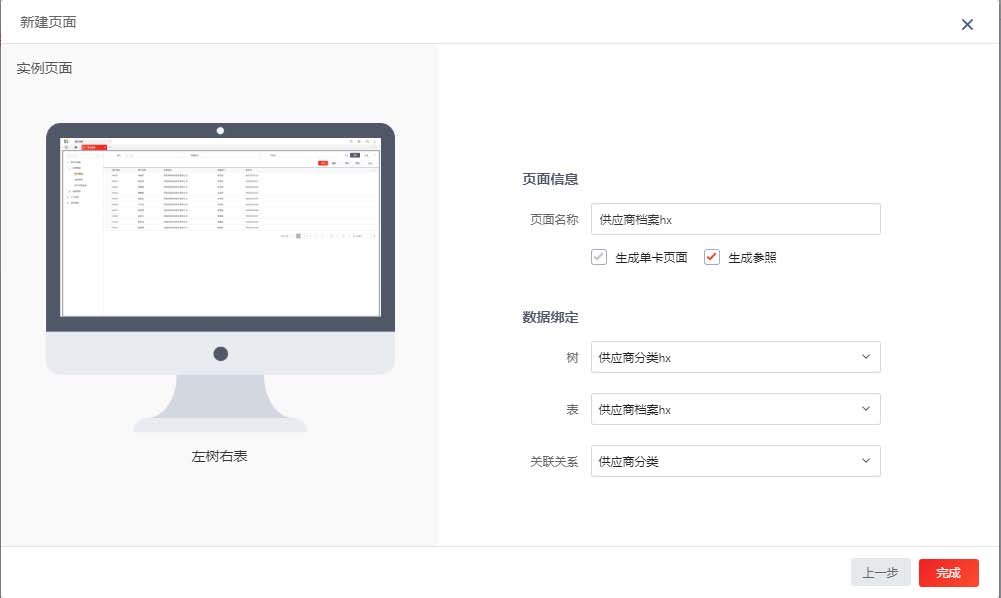 新建页面
实例页面
左树右表
页面信息
页面名称 供应商档案hx
生成单卡页面 生成参照
数据绑定
树 供应商分类hx
表 供应商档案hx
关联关系 供应商分类
上一步 完成